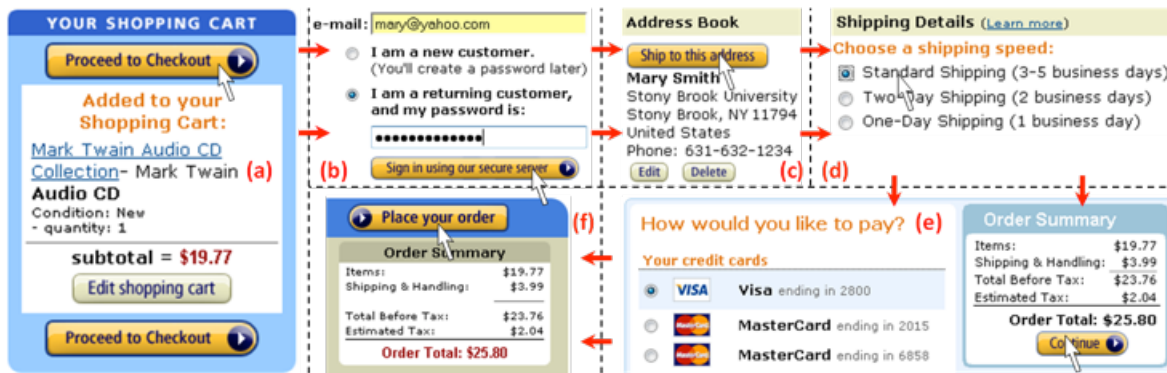 YOUR SHOPPING CART
Proceed to Checkout
Added to your
Shopping Cart:
Mark Twain Audio CD
Collection- Mark Twain (a)
Audio CD
Condition: New
- quantity: 1
subtotal = $19.77
Edit shopping cart
Proceed to Checkout
e-mail: mary@yahoo.com
I am a new customer.
(You'll create a password later)
I am a returning customer,
and my password is:
(b)
Sign in using our secure server
Address Book
Ship to this address
Mary Smith
Stony Brook University
Stony Brook, NY 11794
United States
Phone: 631-632-1234
Edit Delete (c)
Shipping Details (Learn more)
Choose a shipping speed:
Standard Shipping (3-5 business days)
Two-Day Shipping (2 business days)
One-Day Shipping (1 business day)
(d)
How would you like to pay? (e)
Your credit cards
VISA Visa ending in 2800
MasterCard MasterCard ending in 2015
MasterCard MasterCard ending in 6858
Order Summary
Items: $19.77
Shipping & Handling: $3.99
Total Before Tax: $23.76
Estimated Tax: $2.04
Order Total: $25.80
Continue
Place your order (f)
Order Summary
Items: $19.77
Shipping & Handling: $3.99
Total Before Tax: $23.76
Estimated Tax: $2.04
Order Total: $25.80